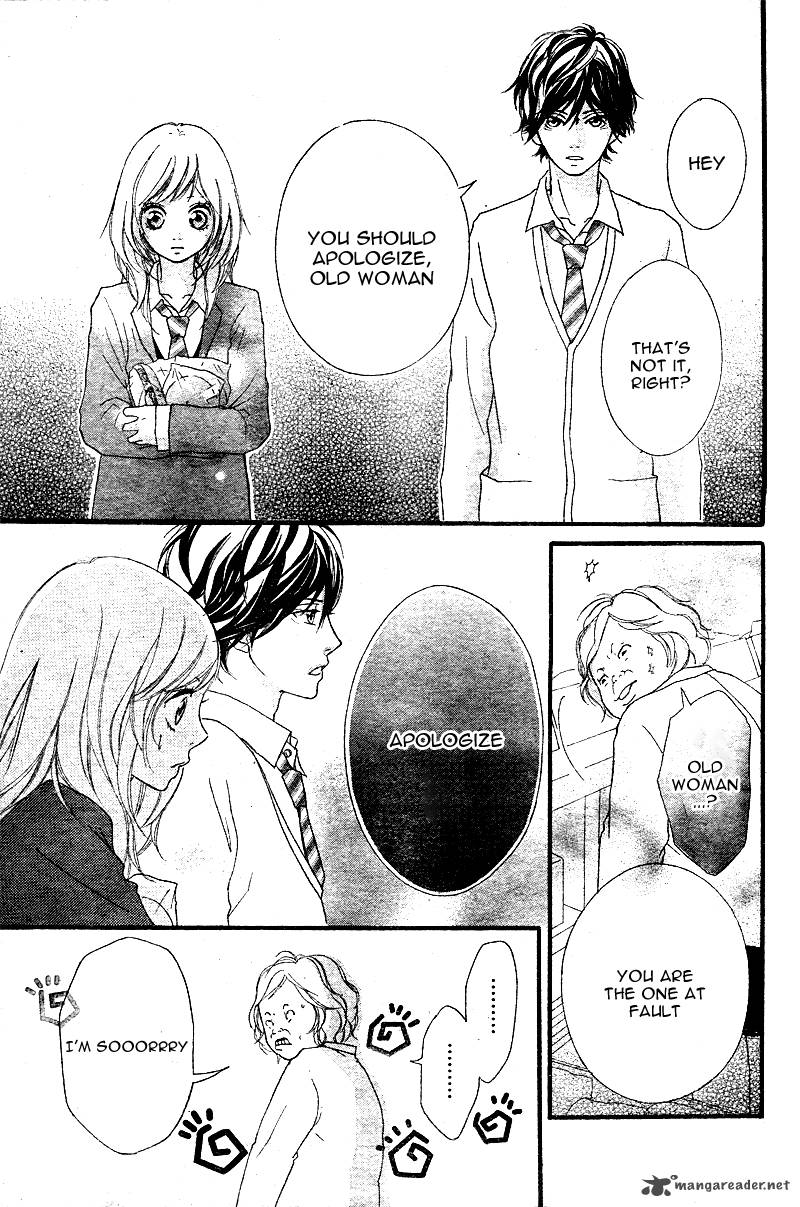 HEY
THAT'S
NOT IT,
RIGHT?
YOU SHOULD
APOLOGIZE,
OLD WOMAN
OLD
WOMAN
...?
YOU ARE
THE ONE AT
FAULT
APOLOGIZE
.........
.........
I'M SOOORRRY
mangareader.net